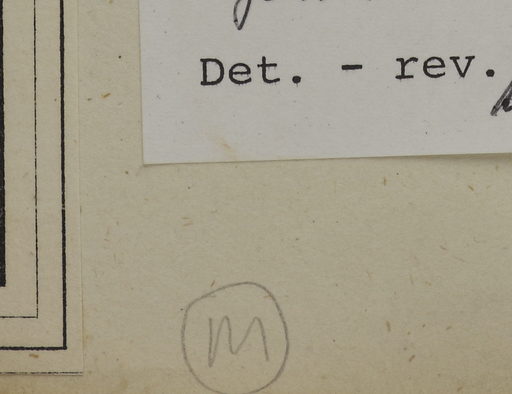 Det. - rev.
M